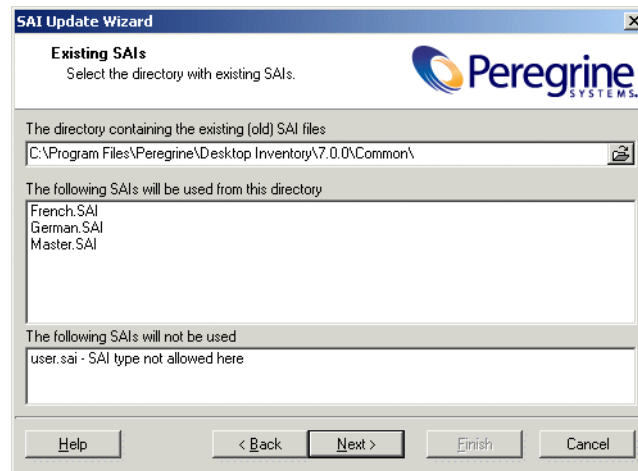 SAI Update Wizard
Existing SAIs
Select the directory with existing SAIs.
Peregrine
SYSTEMS.
The directory containing the existing (old) SAI files
C:\Program Files\Peregrine\Desktop Inventory\7.0.0\Common\
The following SAIs will be used from this directory
French.SAI
German.SAI
Master.SAI
The following SAIs will not be used
user.sai - SAI type not allowed here
Help
< Back
Next >
Finish
Cancel